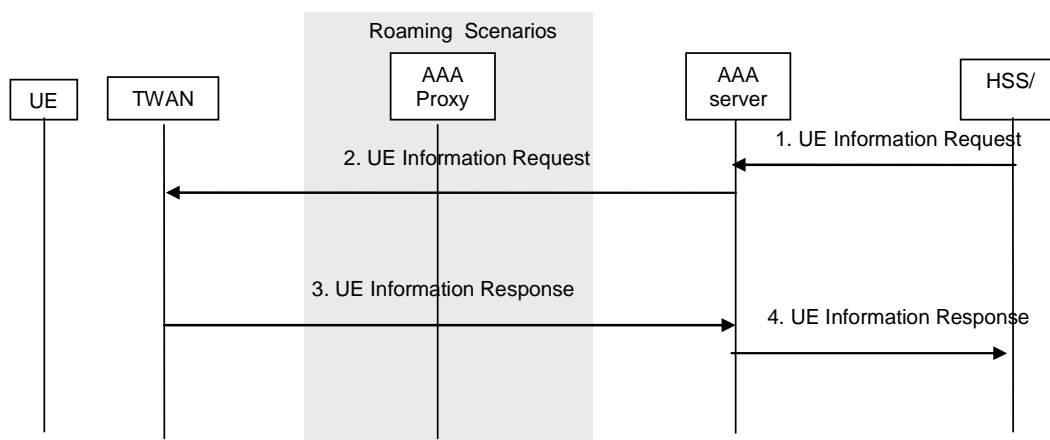 Roaming Scenarios
UE
TWAN
AAA
Proxy
AAA
server
HSS/
1. UE Information Request
2. UE Information Request
3. UE Information Response
4. UE Information Response